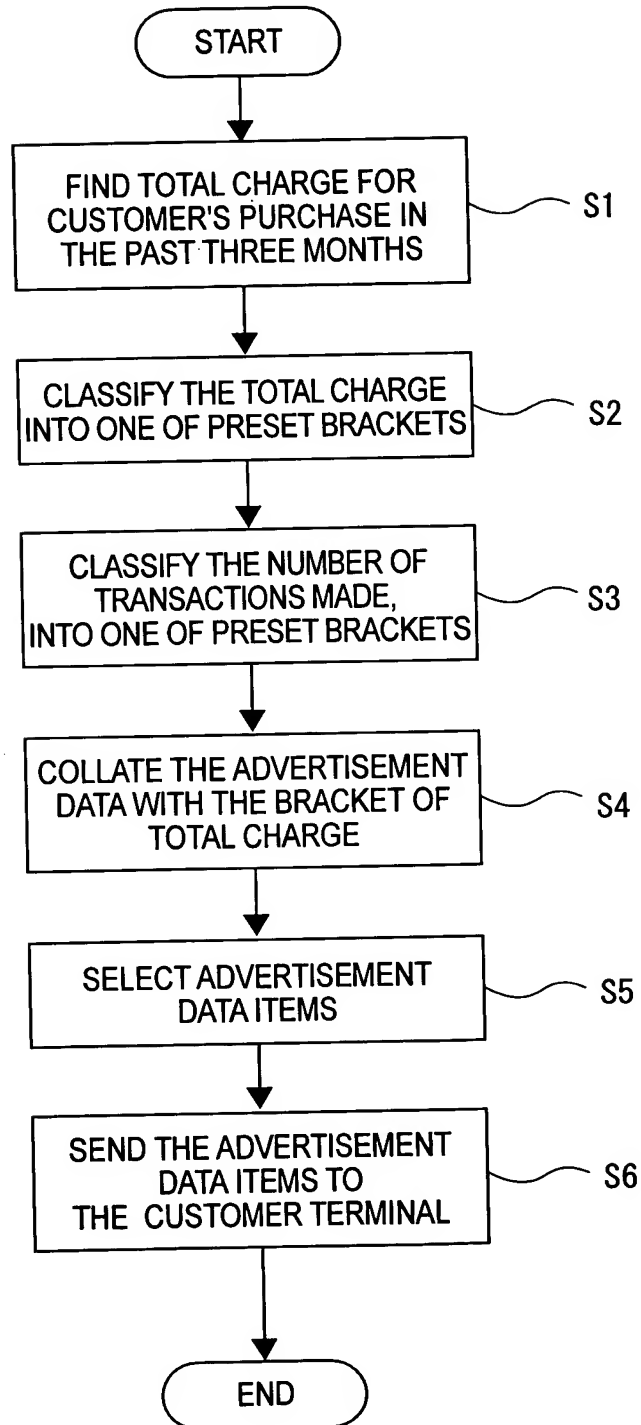 START
FIND TOTAL CHARGE FOR
CUSTOMER'S PURCHASE IN
THE PAST THREE MONTHS
S1
CLASSIFY THE TOTAL CHARGE
INTO ONE OF PRESET BRACKETS
S2
CLASSIFY THE NUMBER OF
TRANSACTIONS MADE,
INTO ONE OF PRESET BRACKETS
S3
COLLATE THE ADVERTISEMENT
DATA WITH THE BRACKET OF
TOTAL CHARGE
S4
SELECT ADVERTISEMENT
DATA ITEMS
S5
SEND THE ADVERTISEMENT
DATA ITEMS TO
THE CUSTOMER TERMINAL
S6
END